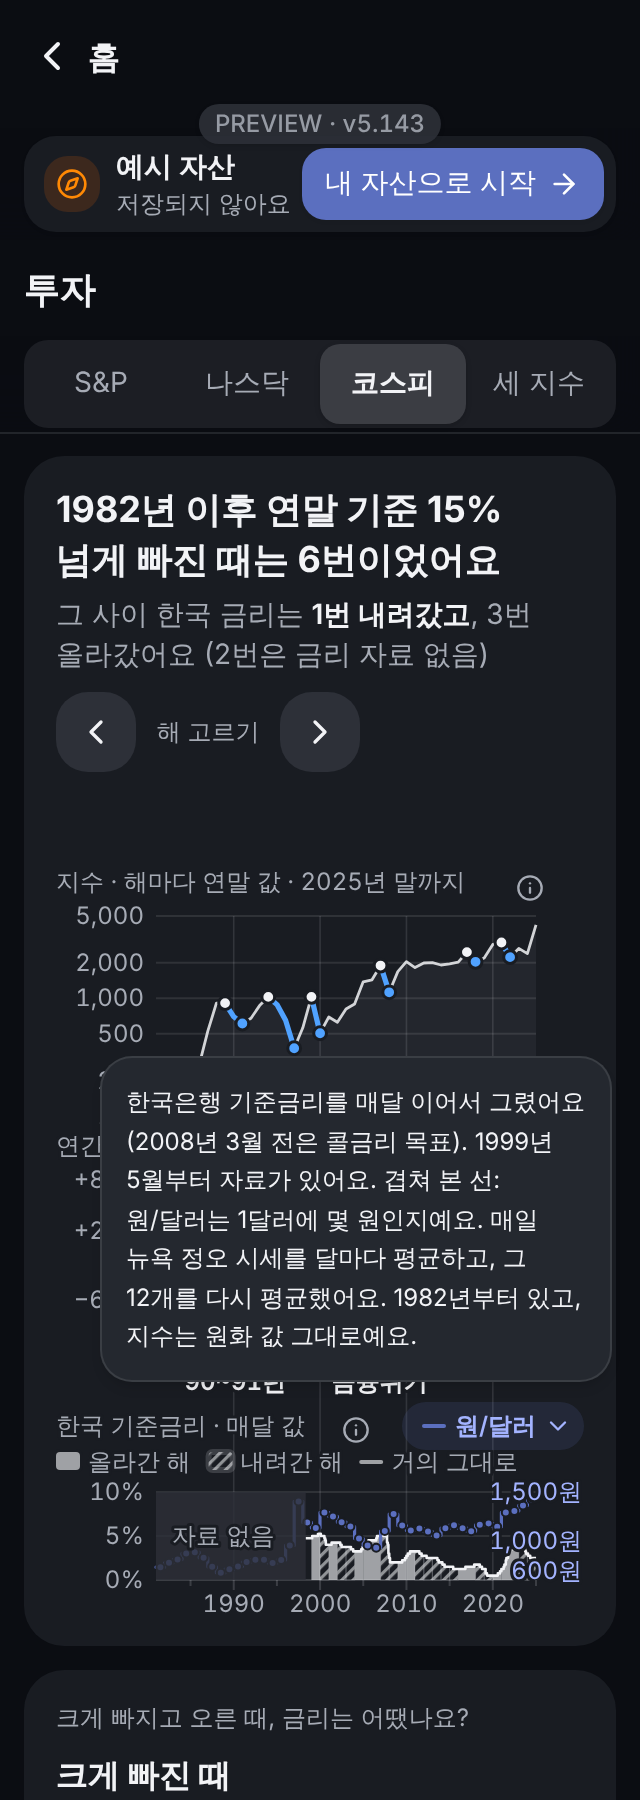 홈
PREVIEW · v5.143
예시 자산
저장되지 않아요
내 자산으로 시작
투자
S&P
나스닥
코스피
세 지수
1982년 이후 연말 기준 15%
넘게 빠진 때는 6번이었어요
그 사이 한국 금리는 1번 내려갔고, 3번
올라갔어요 (2번은 금리 자료 없음)
해 고르기
지수 · 해마다 연말 값 · 2025년 말까지
5,000
2,000
1,000
500
연간
한국은행 기준금리를 매달 이어서 그렸어요
(2008년 3월 전은 콜금리 목표). 1999년
5월부터 자료가 있어요. 겹쳐 본 선:
원/달러는 1달러에 몇 원인지예요. 매일
뉴욕 정오 시세를 달마다 평균하고, 그
12개를 다시 평균했어요. 1982년부터 있고,
지수는 원화 값 그대로예요.
90~91년
금융위기
한국 기준금리 · 매달 값
원/달러
올라간 해
내려간 해
거의 그대로
10%
1,500원
5%
자료 없음
1,000원
0%
600원
1990
2000
2010
2020
크게 빠지고 오른 때, 금리는 어땠나요?
크게 빠진 때